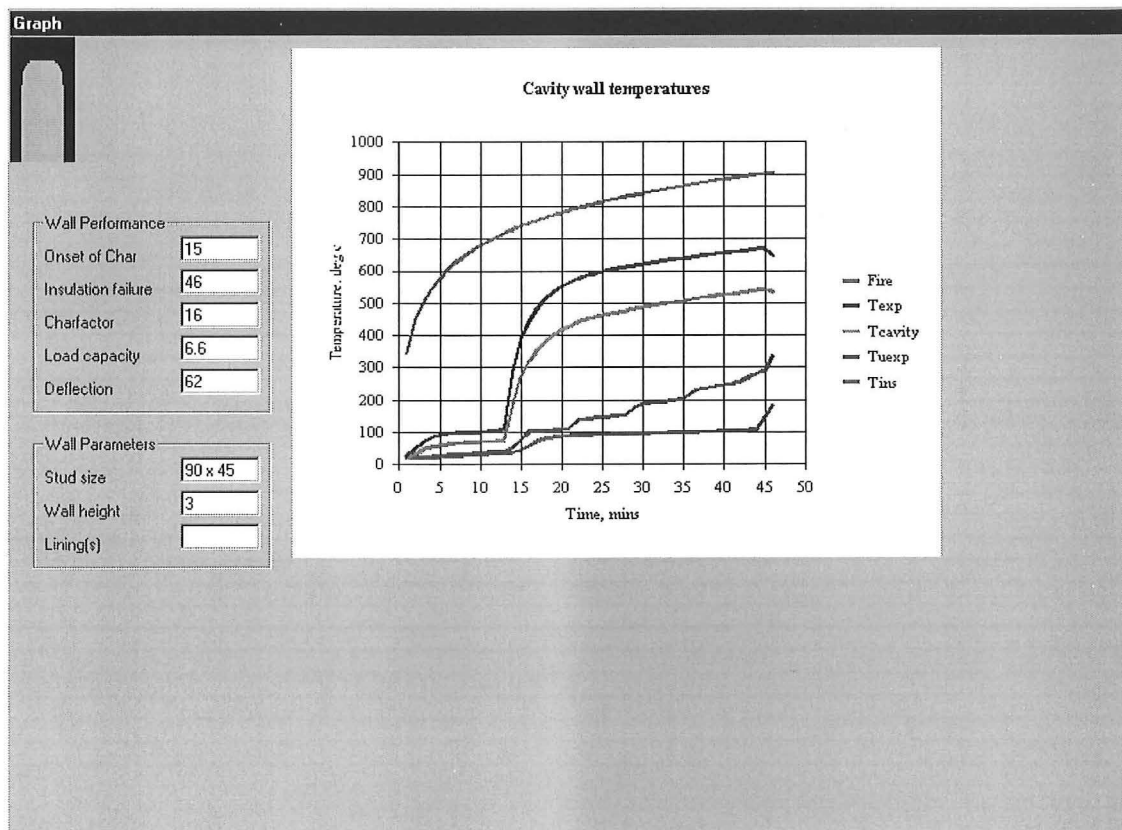 Graph
Wall Performance
Onset of Char 15
Insulation failure 46
Charfactor 16
Load capacity 6.6
Deflection 62
Wall Parameters
Stud size 90 x 45
Wall height 3
Lining(s)
Cavity wall temperatures
Temperature, deg c
1000
900
800
700
600
500
400
300
200
100
0
0 5 10 15 20 25 30 35 40 45 50
Time, mins
Fire
Texp
Tcavity
Tuexp
Tins